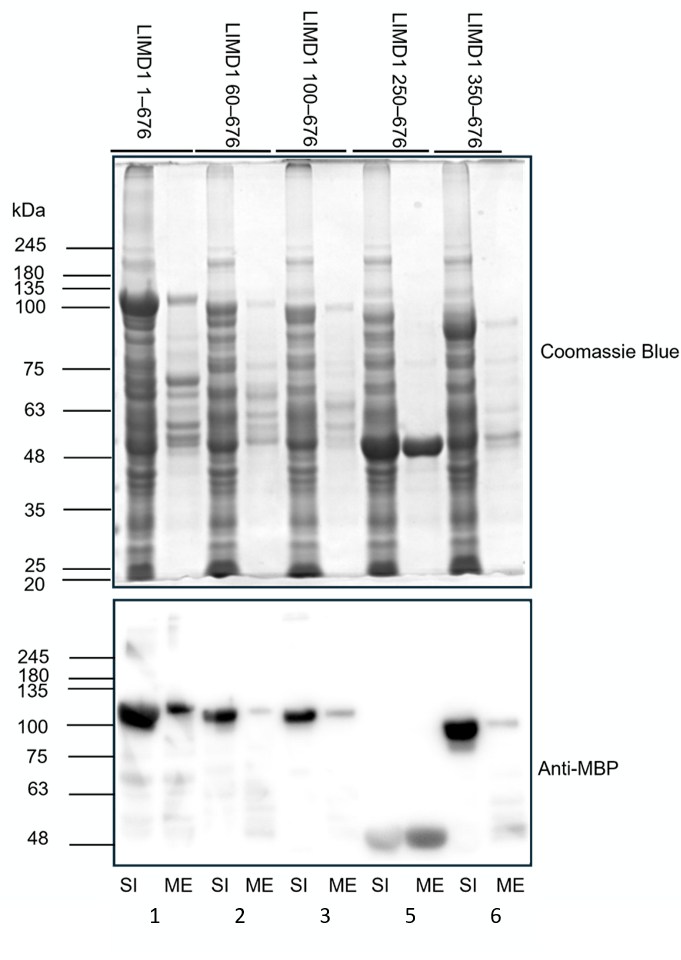 LIMD1 1–676
LIMD1 60–676
LIMD1 100–676
LIMD1 250–676
LIMD1 350–676
kDa
245
180
135
100
75
63
48
35
25
20
Coomassie Blue
245
180
135
100
75
63
48
Anti-MBP
SI ME SI ME SI ME SI ME SI ME
1 2 3 5 6